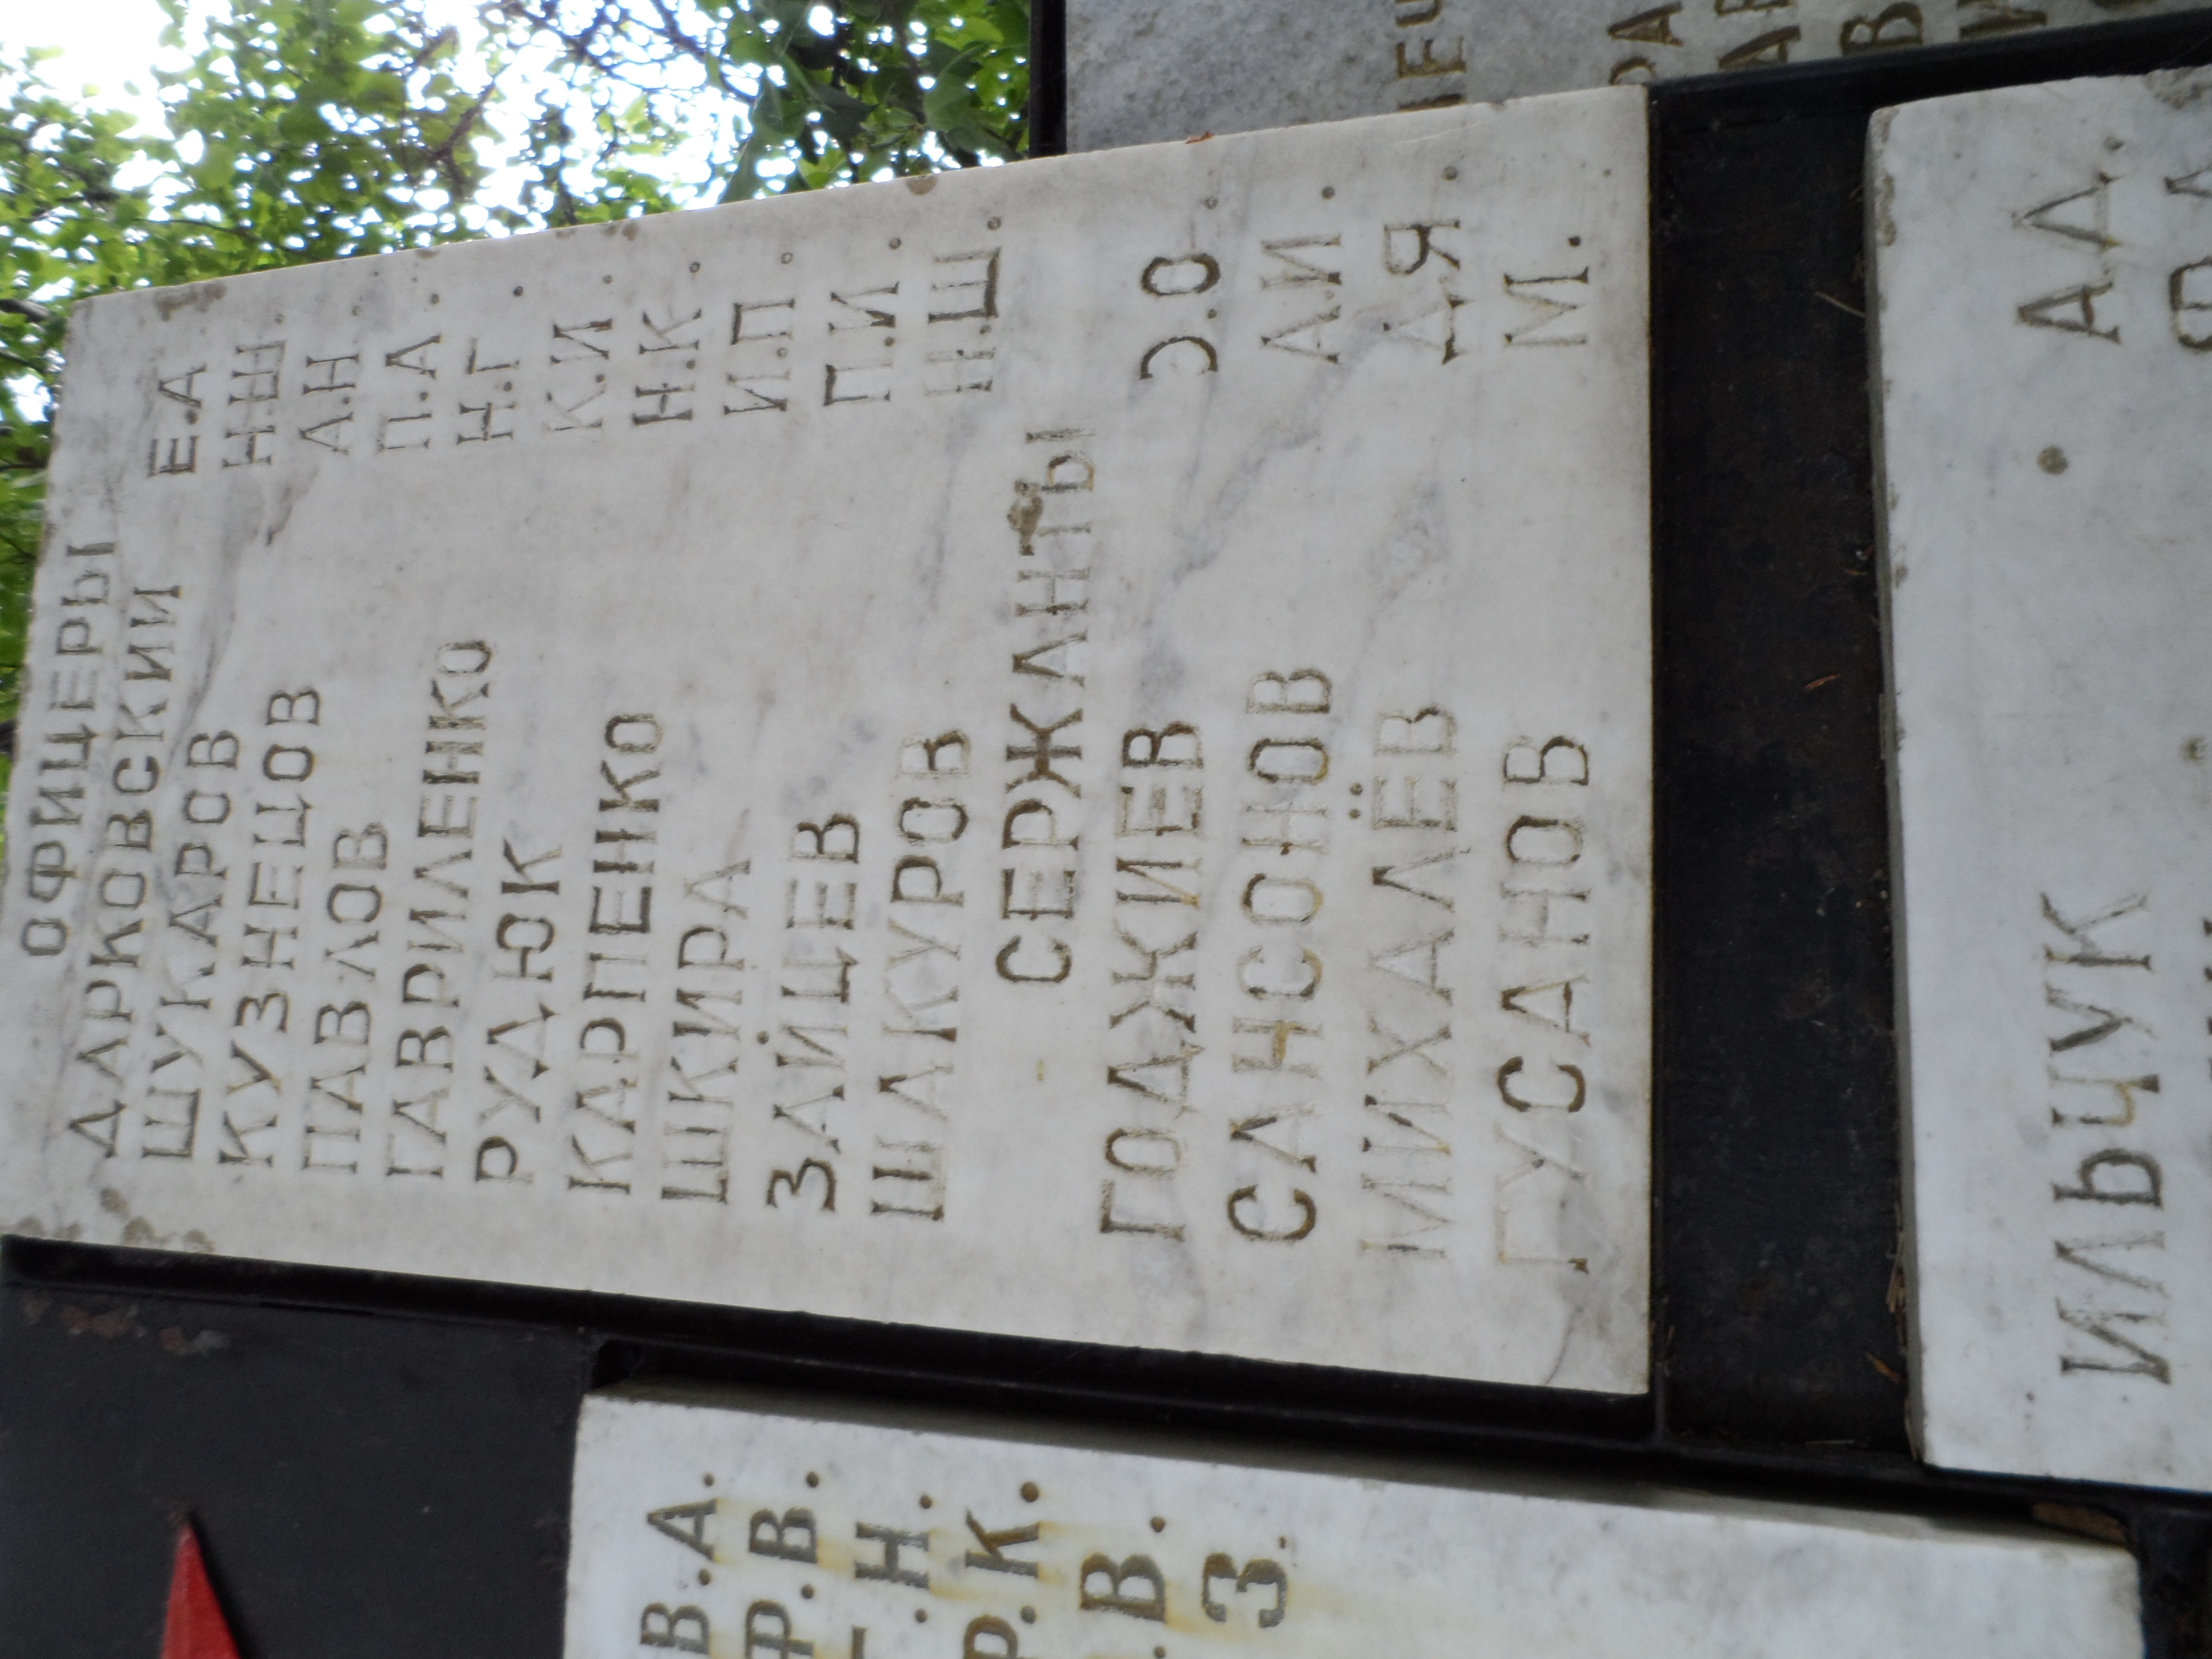 ОФИЦЕРЫ
ДАРКОВСКИЙ Е.А
ШУКАРОВ Н.Ш.
КУЗНЕЦОВ А.Н.
ПАВЛОВ П.А.
ГАВРИЛЕНКО Н.Г.
РУДЮК К.И.
КАРПЕНКО Н.К.
ШКИРА И.П.
ЗАЙЦЕВ П.И.
ШАКУРОВ Н.Ш.
СЕРЖАНТЫ
ГОДЖИЕВ Э.О.
САНСОНОВ А.И.
МИХАЛЁВ А.Я.
ГУСАНОВ М.
В.А.
Ф.В.
Г.Н.
Р.К.
В.
З.
ИЛЬЧУК А.Д.